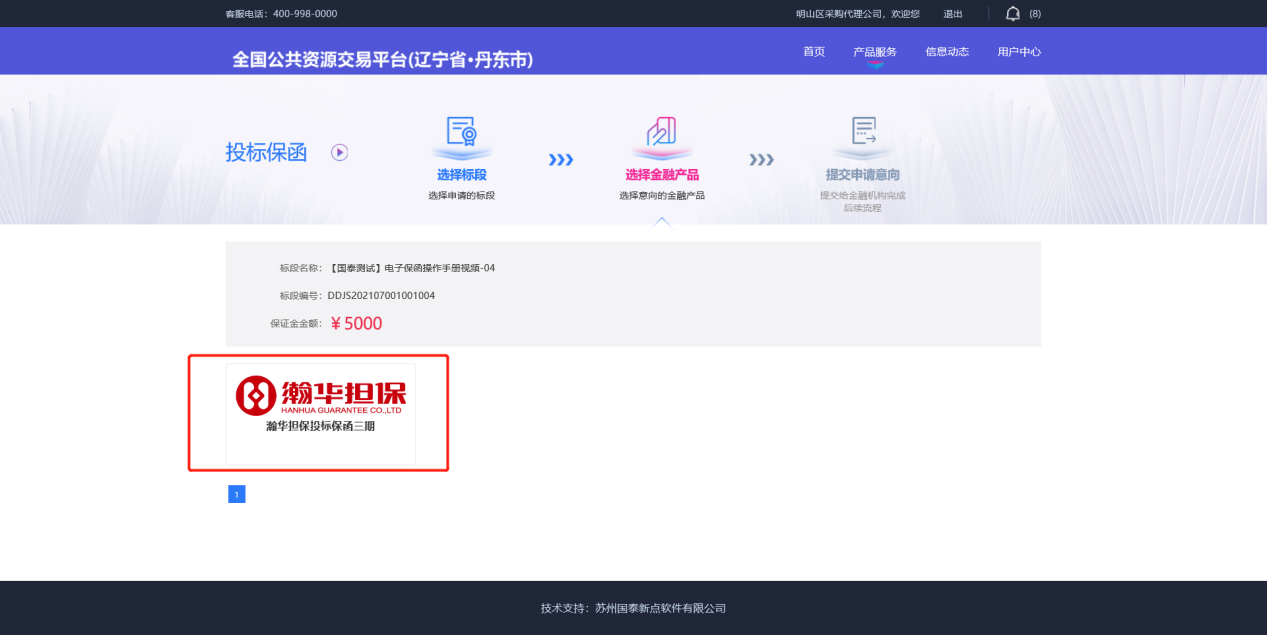 客服电话：400-998-0000
明山区采购代理公司，欢迎您 退出 (8)
全国公共资源交易平台(辽宁省·丹东市)
首页 产品服务 信息动态 用户中心
投标保函
选择标段
选择申请的标段
选择金融产品
选择意向的金融产品
提交申请意向
提交给金融机构完成
后续流程
标段名称：【国泰测试】电子保函操作手册视频-04
标段编号：DDJS202107001001004
保证金金额：￥5000
瀚华担保
HANHUA GUARANTEE CO.,LTD
瀚华担保投标保函三期
1
技术支持：苏州国泰新点软件有限公司